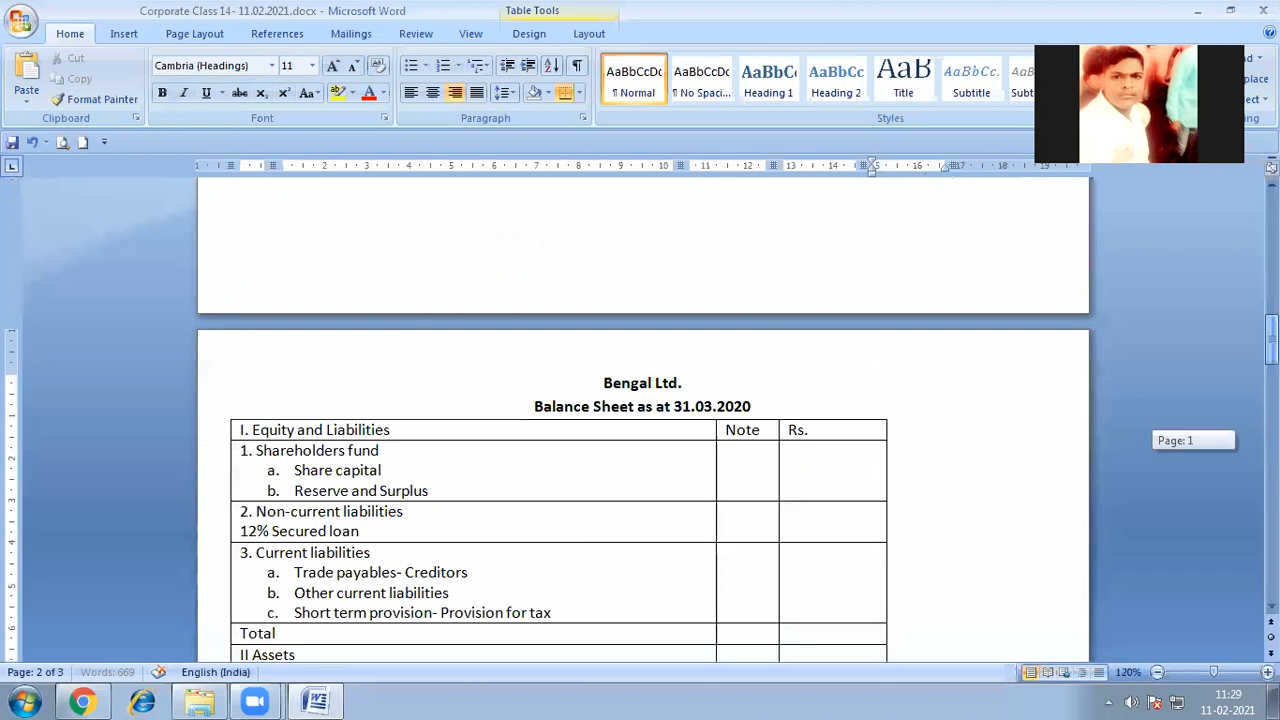 Corporate Class 14- 11.02.2021.docx - Microsoft Word
Table Tools
Home Insert Page Layout References Mailings Review View Design Layout
Cut
Copy
Paste
Format Painter
Clipboard
Cambria (Headings) 11
Font
Paragraph
AaBbCcDc AaBbCcDc AaBbC AaBbCc AaB AaBbCc.
¶ Normal ¶ No Spaci... Heading 1 Heading 2 Title Subtitle
Styles
Bengal Ltd.
Balance Sheet as at 31.03.2020
I. Equity and Liabilities Note Rs.
1. Shareholders fund
a. Share capital
b. Reserve and Surplus
2. Non-current liabilities
12% Secured loan
3. Current liabilities
a. Trade payables- Creditors
b. Other current liabilities
c. Short term provision- Provision for tax
Total
II Assets
Page: 1
Page: 2 of 3 Words: 669 English (India) 120%
11:29
11-02-2021